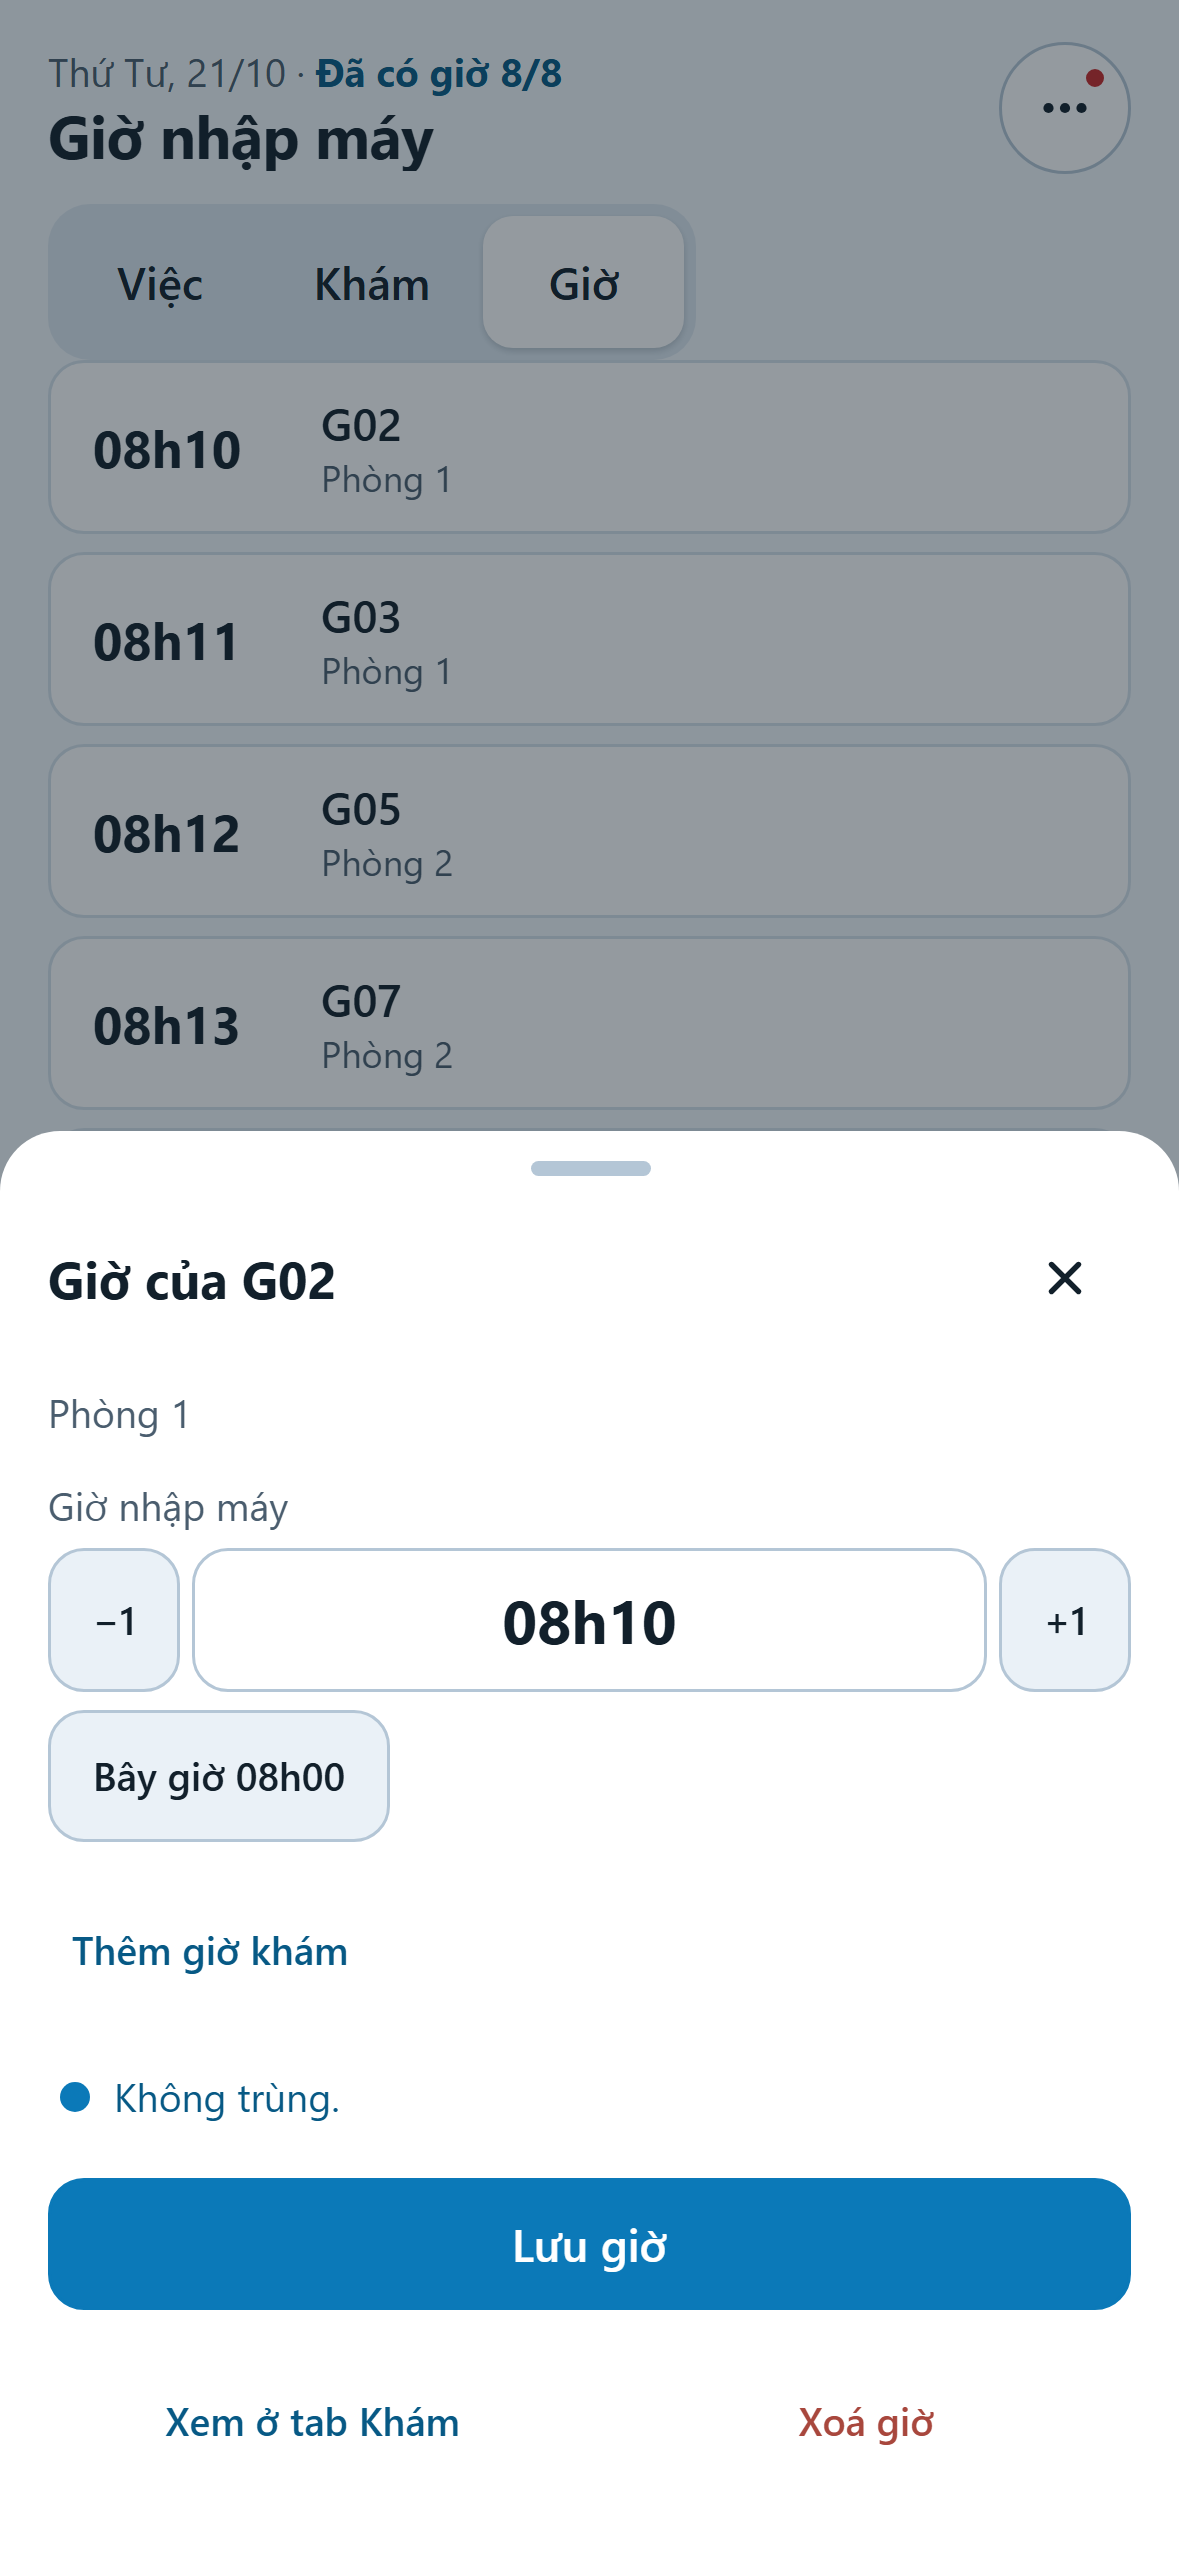 Thứ Tư, 21/10 · Đã có giờ 8/8
Giờ nhập máy
Việc Khám Giờ
08h10
G02
Phòng 1
08h11
G03
Phòng 1
08h12
G05
Phòng 2
08h13
G07
Phòng 2
Giờ của G02
Phòng 1
Giờ nhập máy
−1 08h10 +1
Bây giờ 08h00
Thêm giờ khám
Không trùng.
Lưu giờ
Xem ở tab Khám Xoá giờ